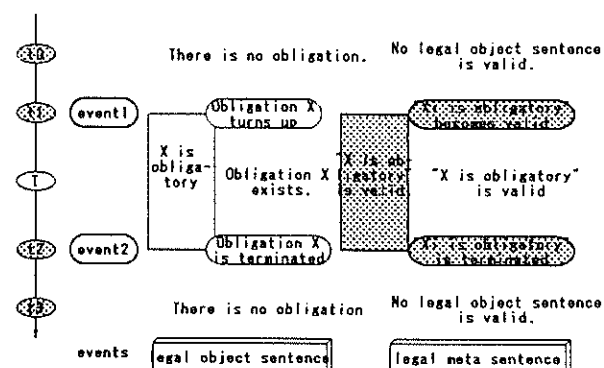 t0
There is no obligation.
No legal object sentence
is valid.
t1
event1
Obligation X
turns up
X is obligatory
becomes valid
X is
obliga-
tory
Obligation X
exists.
"X is ob-
ligatory"
is valid
T
"X is obligatory"
is valid
t2
event2
Obligation X
is terminated
X is obligatory
is terminated
t3
There is no obligation
No legal object sentence
is valid.
events
legal object sentence
legal meta sentence